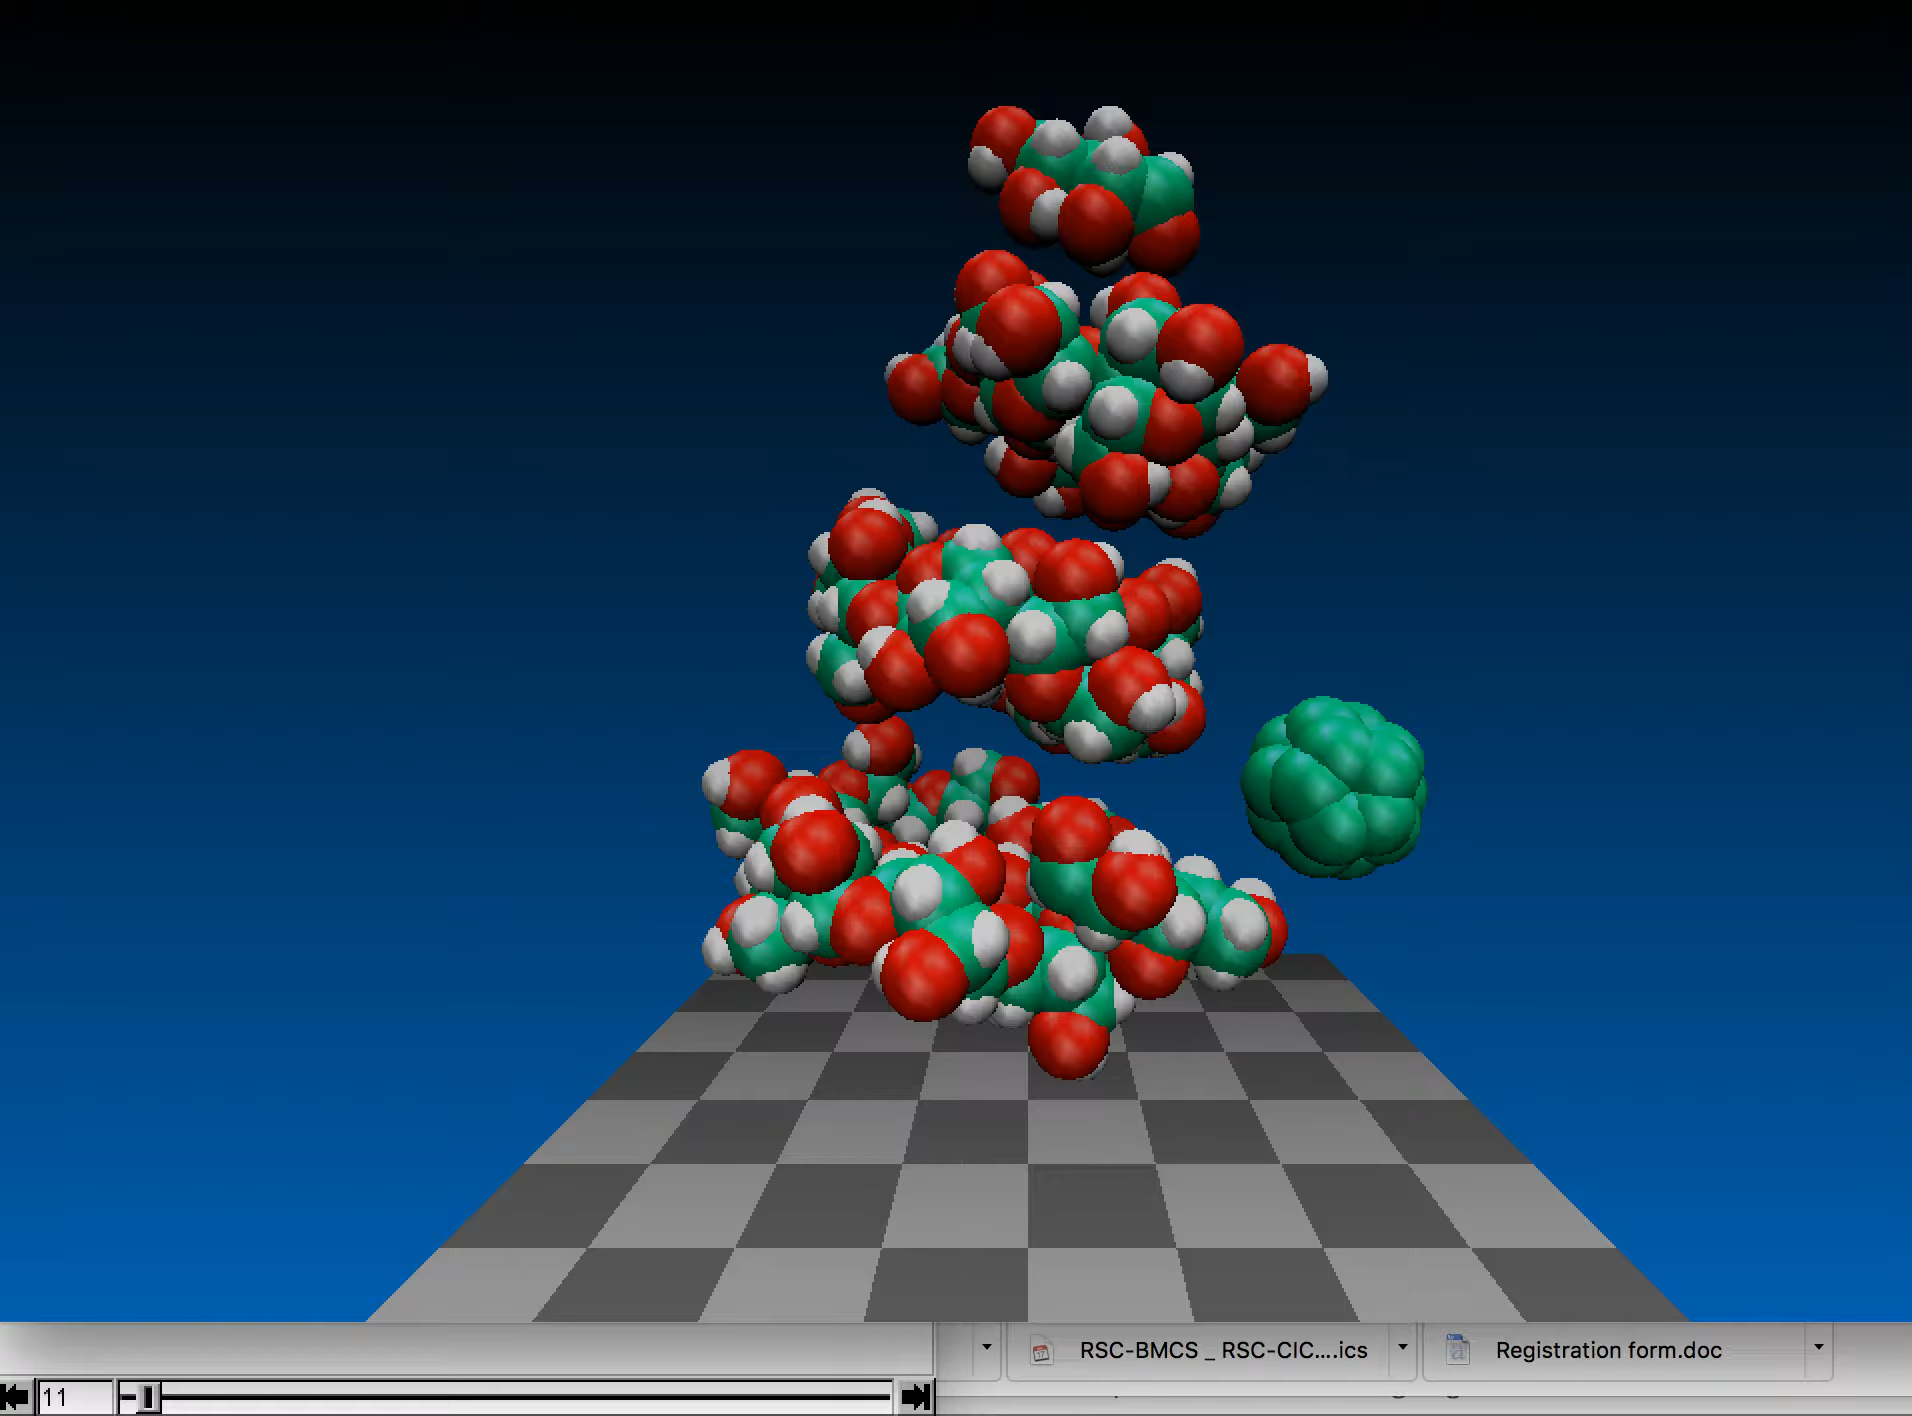 RSC-BMCS _ RSC-CIC....ics
Registration form.doc
11